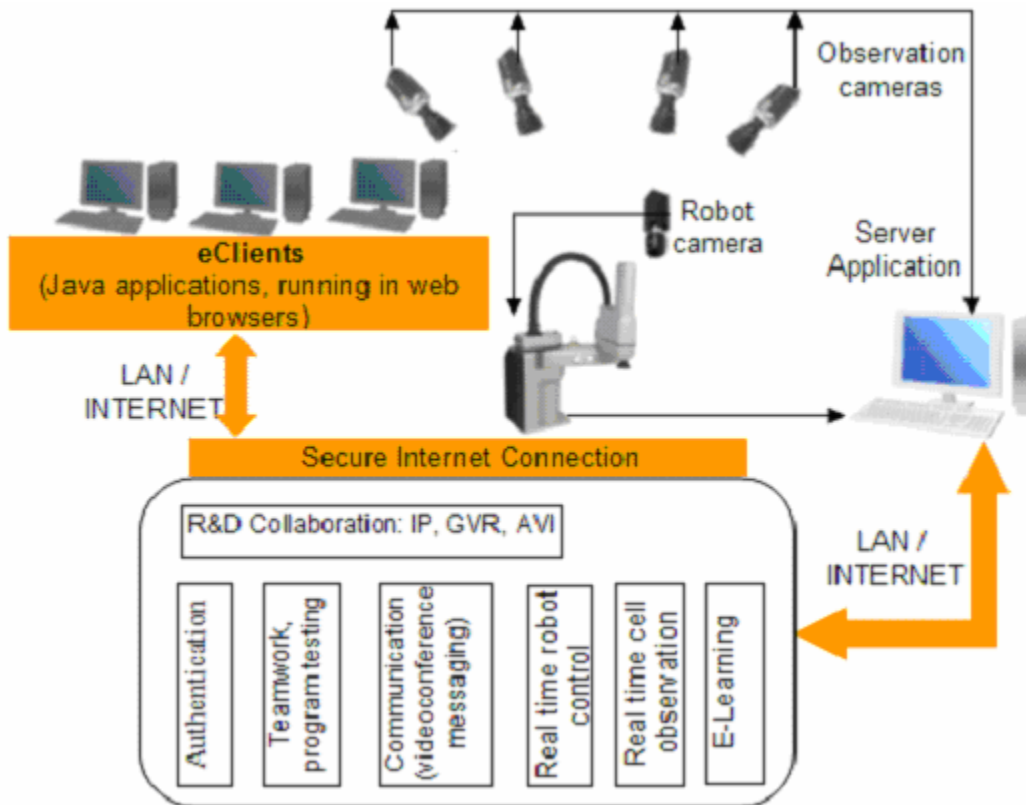 Observation
cameras
Robot
camera
Server
Application
eClients
(Java applications, running in web
browsers)
LAN /
INTERNET
Secure Internet Connection
R&D Collaboration: IP, GVR, AVI
LAN /
INTERNET
Authentication
Teamwork,
program testing
Communication
(videoconference
messaging)
Real time robot
control
Real time cell
observation
E-Learning